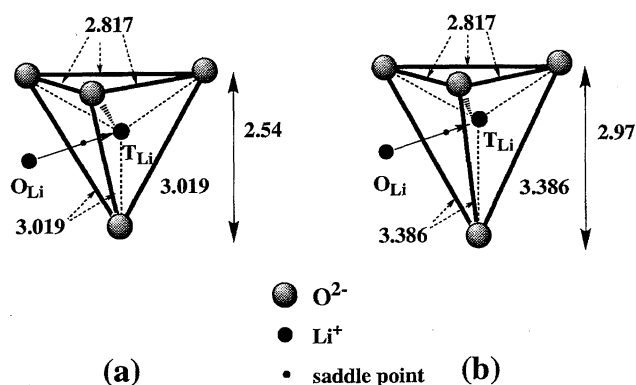 2.817
2.54
T_Li
O_Li
3.019
3.019
2.817
2.97
T_Li
O_Li
3.386
3.386
O²⁻
Li⁺
saddle point
(a)
(b)